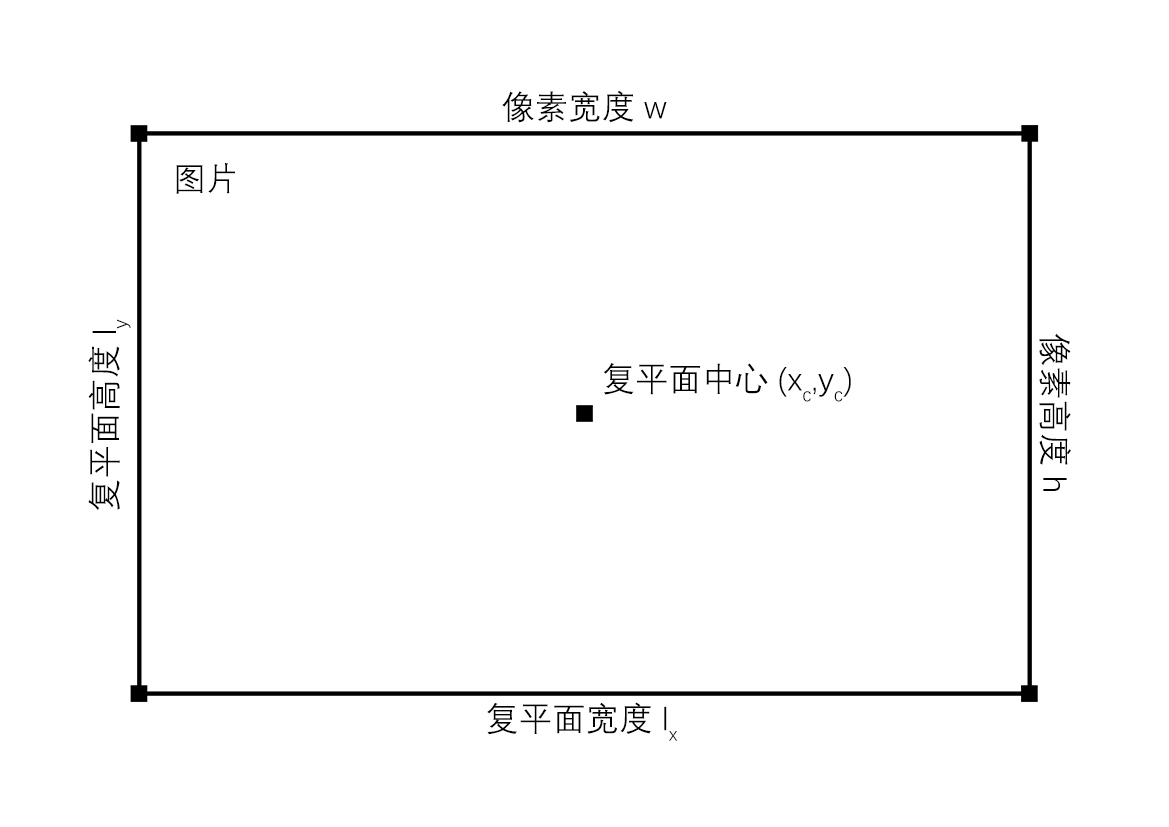 像素宽度 w
图片
复平面高度 l_y
复平面中心 (x_c,y_c)
像素高度 h
复平面宽度 l_x